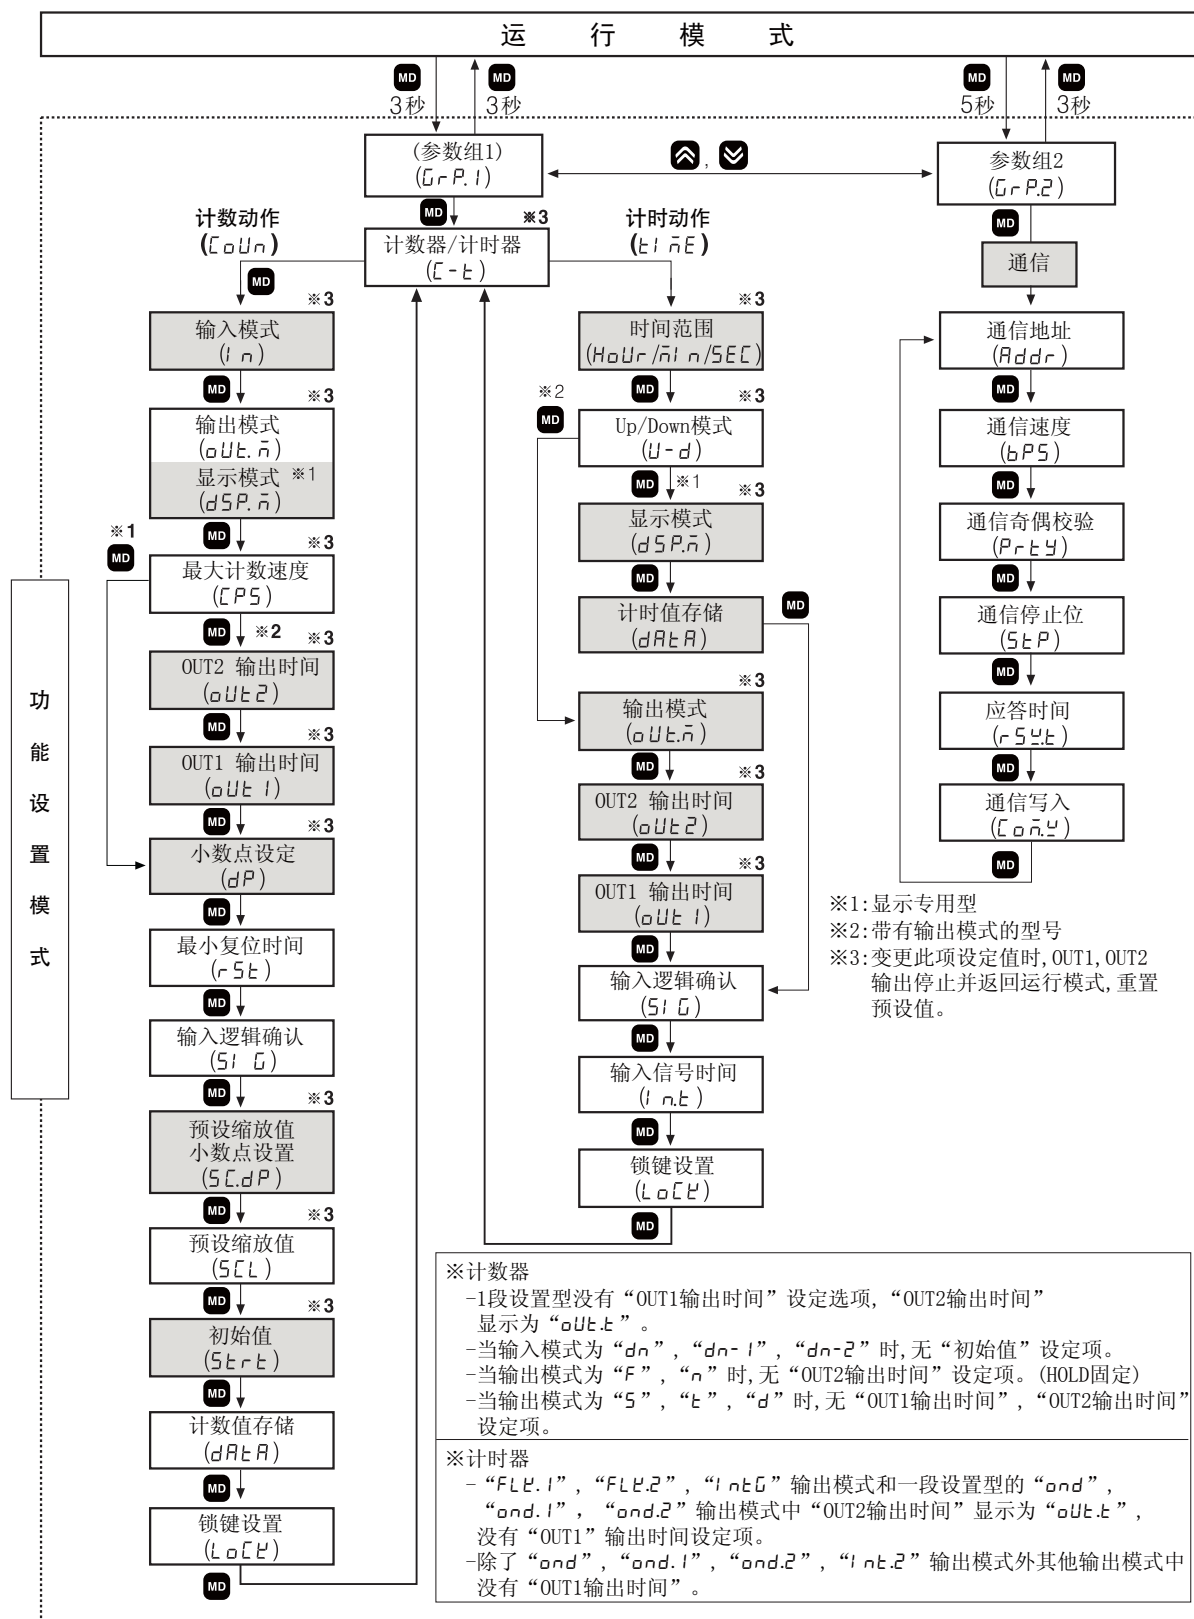 运 行 模 式
MD MD MD MD
3秒 3秒 5秒 3秒
(参数组1)
(GrP.1)
,
参数组2
(GrP.2)
MD
※3
MD
计数动作
(CoUn)
计数器/计时器
(C-t)
计时动作
(tImE)
通信
MD
※3
输入模式
(In)
MD
※3
输出模式
(oUt.m)
显示模式 ※1
(dSP.m)
MD
※3
※1
MD
最大计数速度
(CPS)
MD ※2 ※3
OUT2 输出时间
(oUt2)
MD
※3
OUT1 输出时间
(oUt1)
MD
※3
小数点设定
(dP)
MD
最小复位时间
(rSt)
MD
输入逻辑确认
(SIG)
MD
※3
预设缩放值
小数点设置
(SC.dP)
MD
※3
预设缩放值
(SCL)
MD
※3
初始值
(Strt)
MD
计数值存储
(dAtA)
MD
锁键设置
(LoCK)
MD
※3
时间范围
(HoUr/mIn/SEC)
MD
※3
※2
MD
Up/Down模式
(U-d)
MD ※1 ※3
显示模式
(dSP.m)
MD
计时值存储
(dAtA)
MD
※3
输出模式
(oUt.m)
MD
※3
OUT2 输出时间
(oUt2)
MD
※3
OUT1 输出时间
(oUt1)
MD
输入逻辑确认
(SIG)
MD
输入信号时间
(In.t)
MD
锁键设置
(LoCK)
MD
通信地址
(Addr)
MD
通信速度
(bPS)
MD
通信奇偶校验
(PrtY)
MD
通信停止位
(StP)
MD
应答时间
(rSY.t)
MD
通信写入
(Com.y)
MD
功能设置模式
※1:显示专用型
※2:带有输出模式的型号
※3:变更此项设定值时,OUT1,OUT2
输出停止并返回运行模式,重置
预设值。
※计数器
-1段设置型没有“OUT1输出时间”设定选项,“OUT2输出时间”
显示为“oUt.t”。
-当输入模式为“dn”,“dn-1”,“dn-2”时,无“初始值”设定项。
-当输出模式为“F”,“n”时,无“OUT2输出时间”设定项。(HOLD固定)
-当输出模式为“S”,“t”,“d”时,无“OUT1输出时间”,“OUT2输出时间”
设定项。
※计时器
-“FLK.1”,“FLK.2”,“IntG”输出模式和一段设置型的“ond”,
“ond.1”,“ond.2”输出模式中“OUT2输出时间”显示为“oUt.t”,
没有“OUT1”输出时间设定项。
-除了“ond”,“ond.1”,“ond.2”,“Int.2”输出模式外其他输出模式中
没有“OUT1输出时间”。